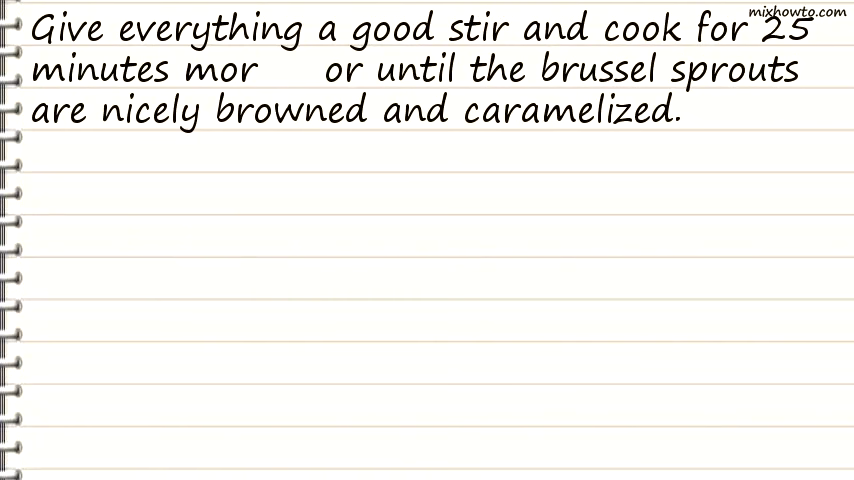 mixhowto.com
Give everything a good stir and cook for 25
minutes mor or until the brussel sprouts
are nicely browned and caramelized.